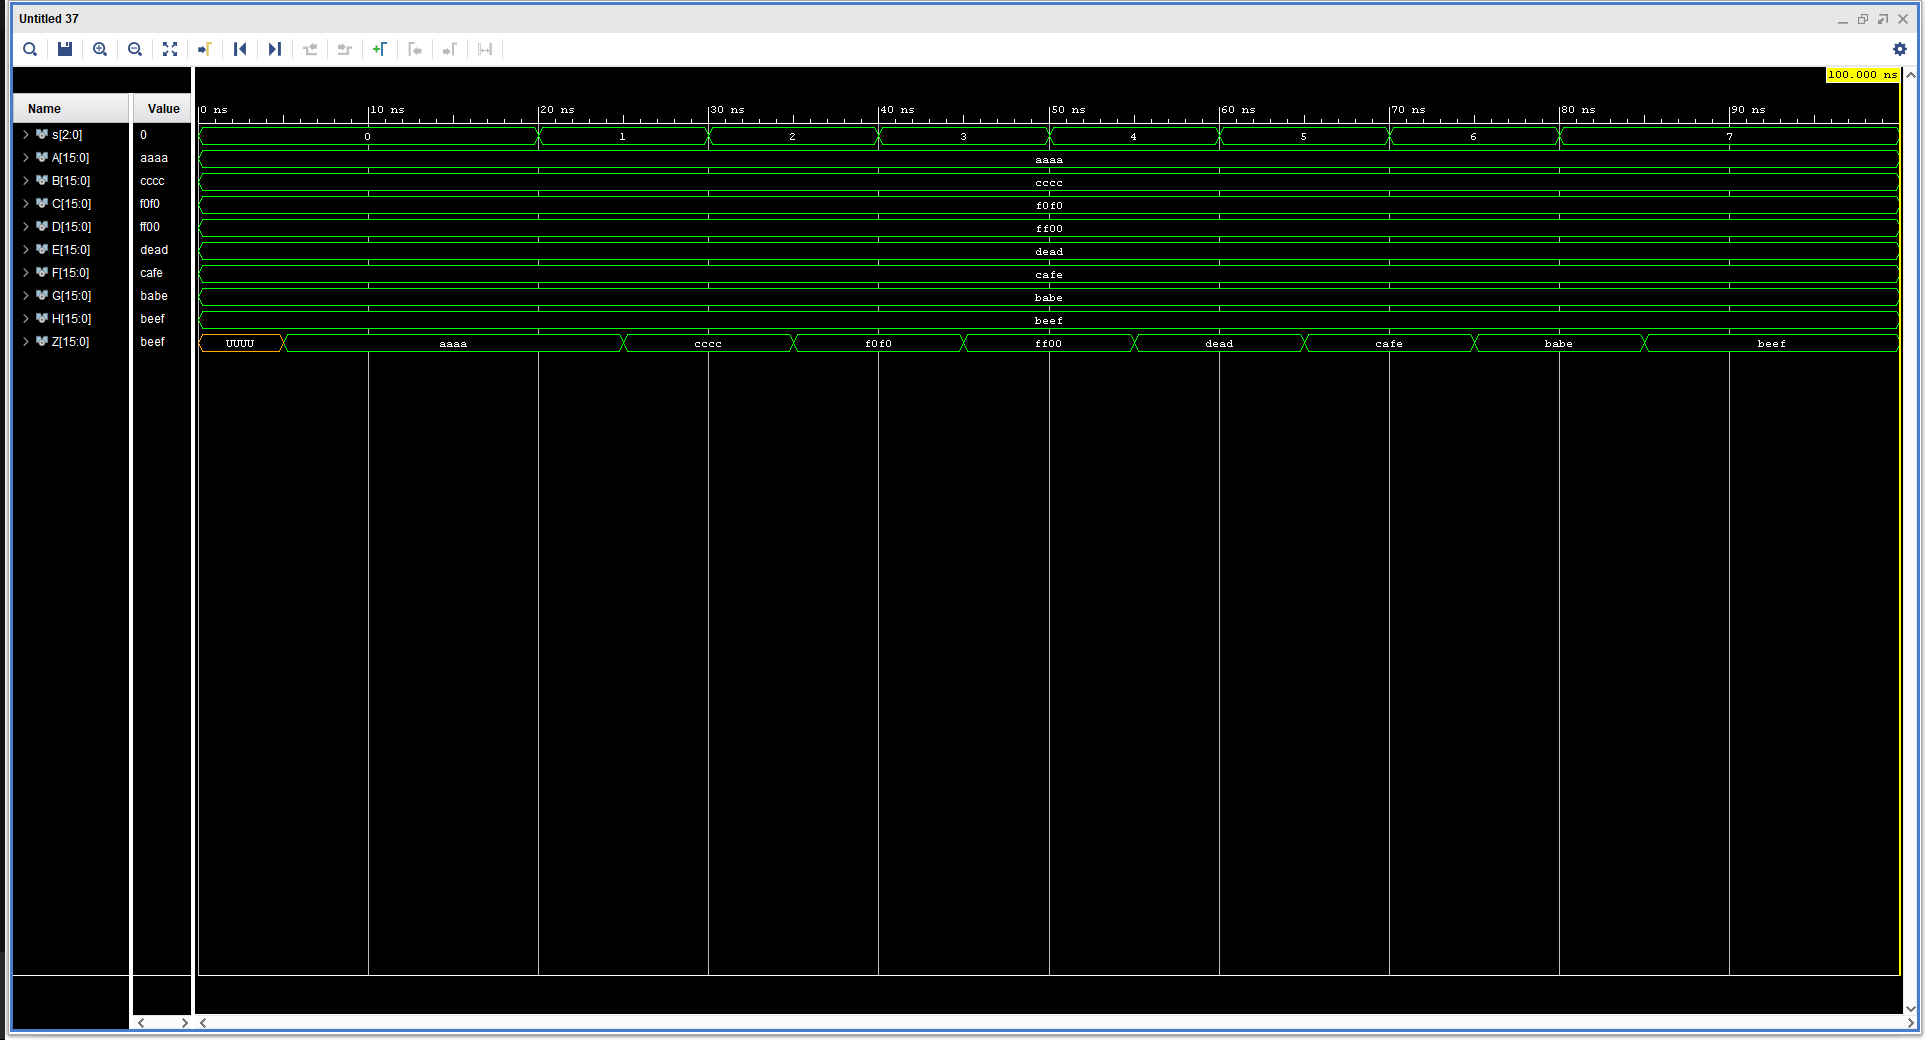 Untitled 37
100.000 ns
Name Value 0 ns 10 ns 20 ns 30 ns 40 ns 50 ns 60 ns 70 ns 80 ns 90 ns
s[2:0] 0 0 1 2 3 4 5 6 7
A[15:0] aaaa aaaa
B[15:0] cccc cccc
C[15:0] f0f0 f0f0
D[15:0] ff00 ff00
E[15:0] dead dead
F[15:0] cafe cafe
G[15:0] babe babe
H[15:0] beef beef
Z[15:0] beef UUUU aaaa cccc f0f0 ff00 dead cafe babe beef